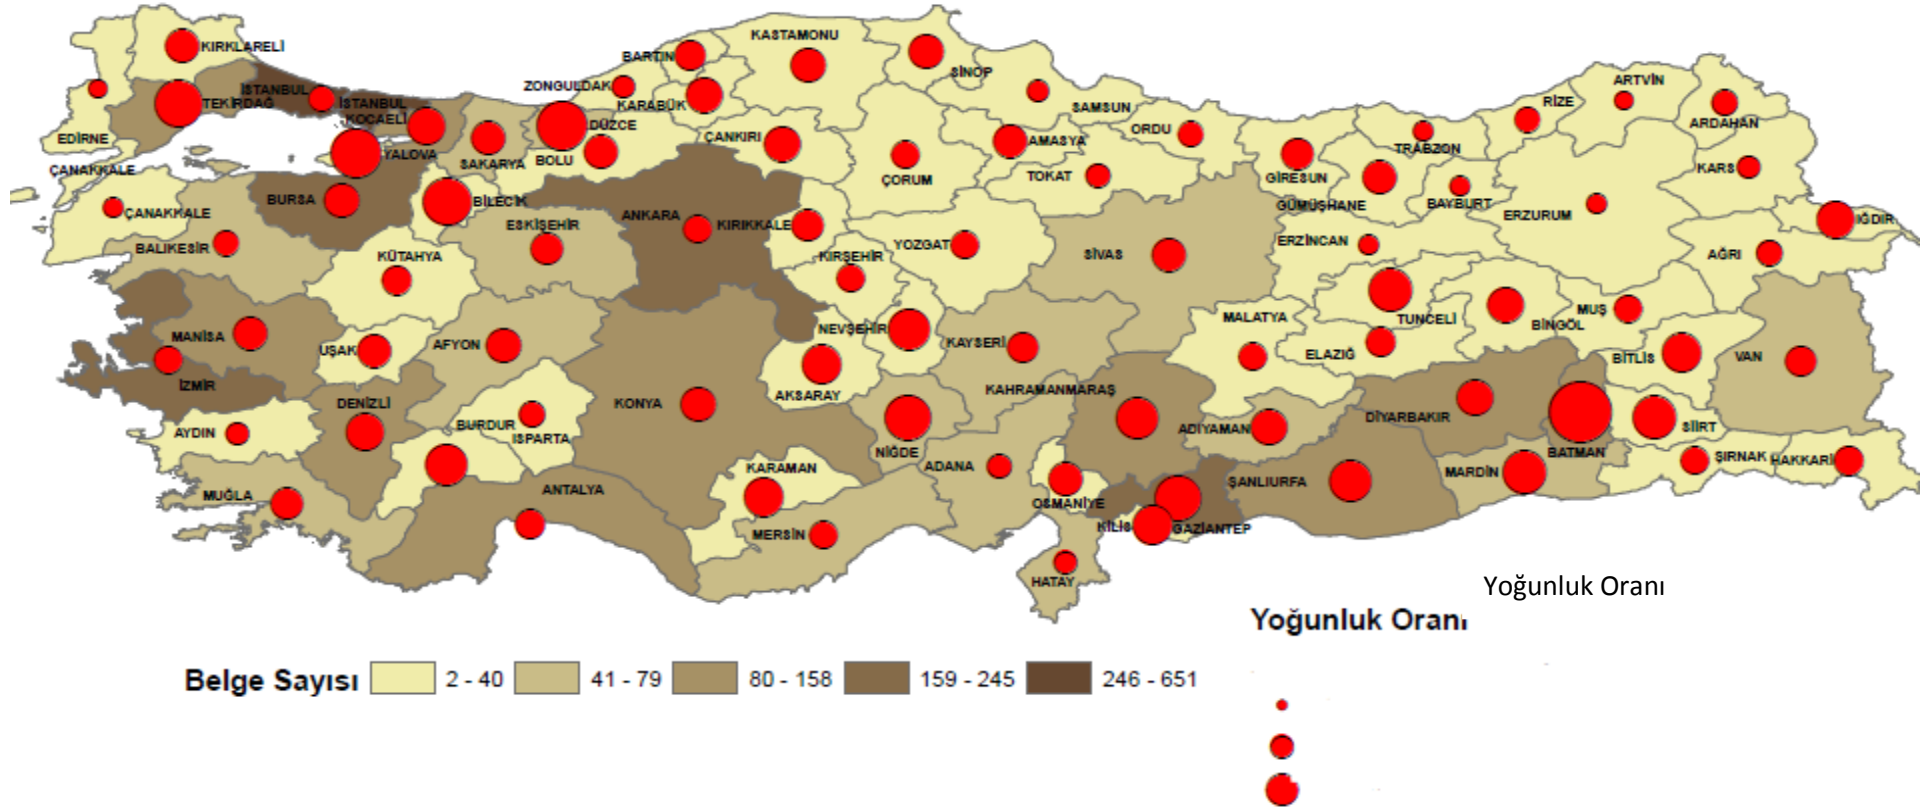 KIRKLARELİ
KASTAMONU
BARTIN
SİNOP
ARTVİN
İSTANBUL
İSTANBUL
TEKİRDAĞ
ZONGULDAK
KARABÜK
SAMSUN
RİZE
KOCAELİ
DÜZCE
ÇANKIRI
AMASYA
ORDU
ARDAHAN
EDİRNE
YALOVA
SAKARYA
BOLU
TRABZON
ÇANAKKALE
ÇORUM
TOKAT
GİRESUN
KARS
BURSA
BİLECİK
GÜMÜŞHANE
BAYBURT
ÇANAKKALE
ANKARA
KIRIKKALE
ERZURUM
IĞDIR
ESKİŞEHİR
BALIKESİR
YOZGAT
ERZİNCAN
KÜTAHYA
KIRŞEHİR
SİVAS
AĞRI
MANİSA
UŞAK
AFYON
NEVŞEHİR
KAYSERİ
MALATYA
TUNCELİ
BİNGÖL
MUŞ
ELAZIĞ
BİTLİS
VAN
İZMİR
DENİZLİ
KONYA
AKSARAY
KAHRAMANMARAŞ
AYDIN
BURDUR
ISPARTA
NİĞDE
ADIYAMAN
DİYARBAKIR
SİİRT
BATMAN
MUĞLA
ANTALYA
KARAMAN
ADANA
OSMANİYE
ŞANLIURFA
MARDİN
ŞIRNAK
HAKKARİ
MERSİN
KİLİS
GAZİANTEP
HATAY
Yoğunluk Oranı
Yoğunluk Oranı
Belge Sayısı
2 - 40
41 - 79
80 - 158
159 - 245
246 - 651